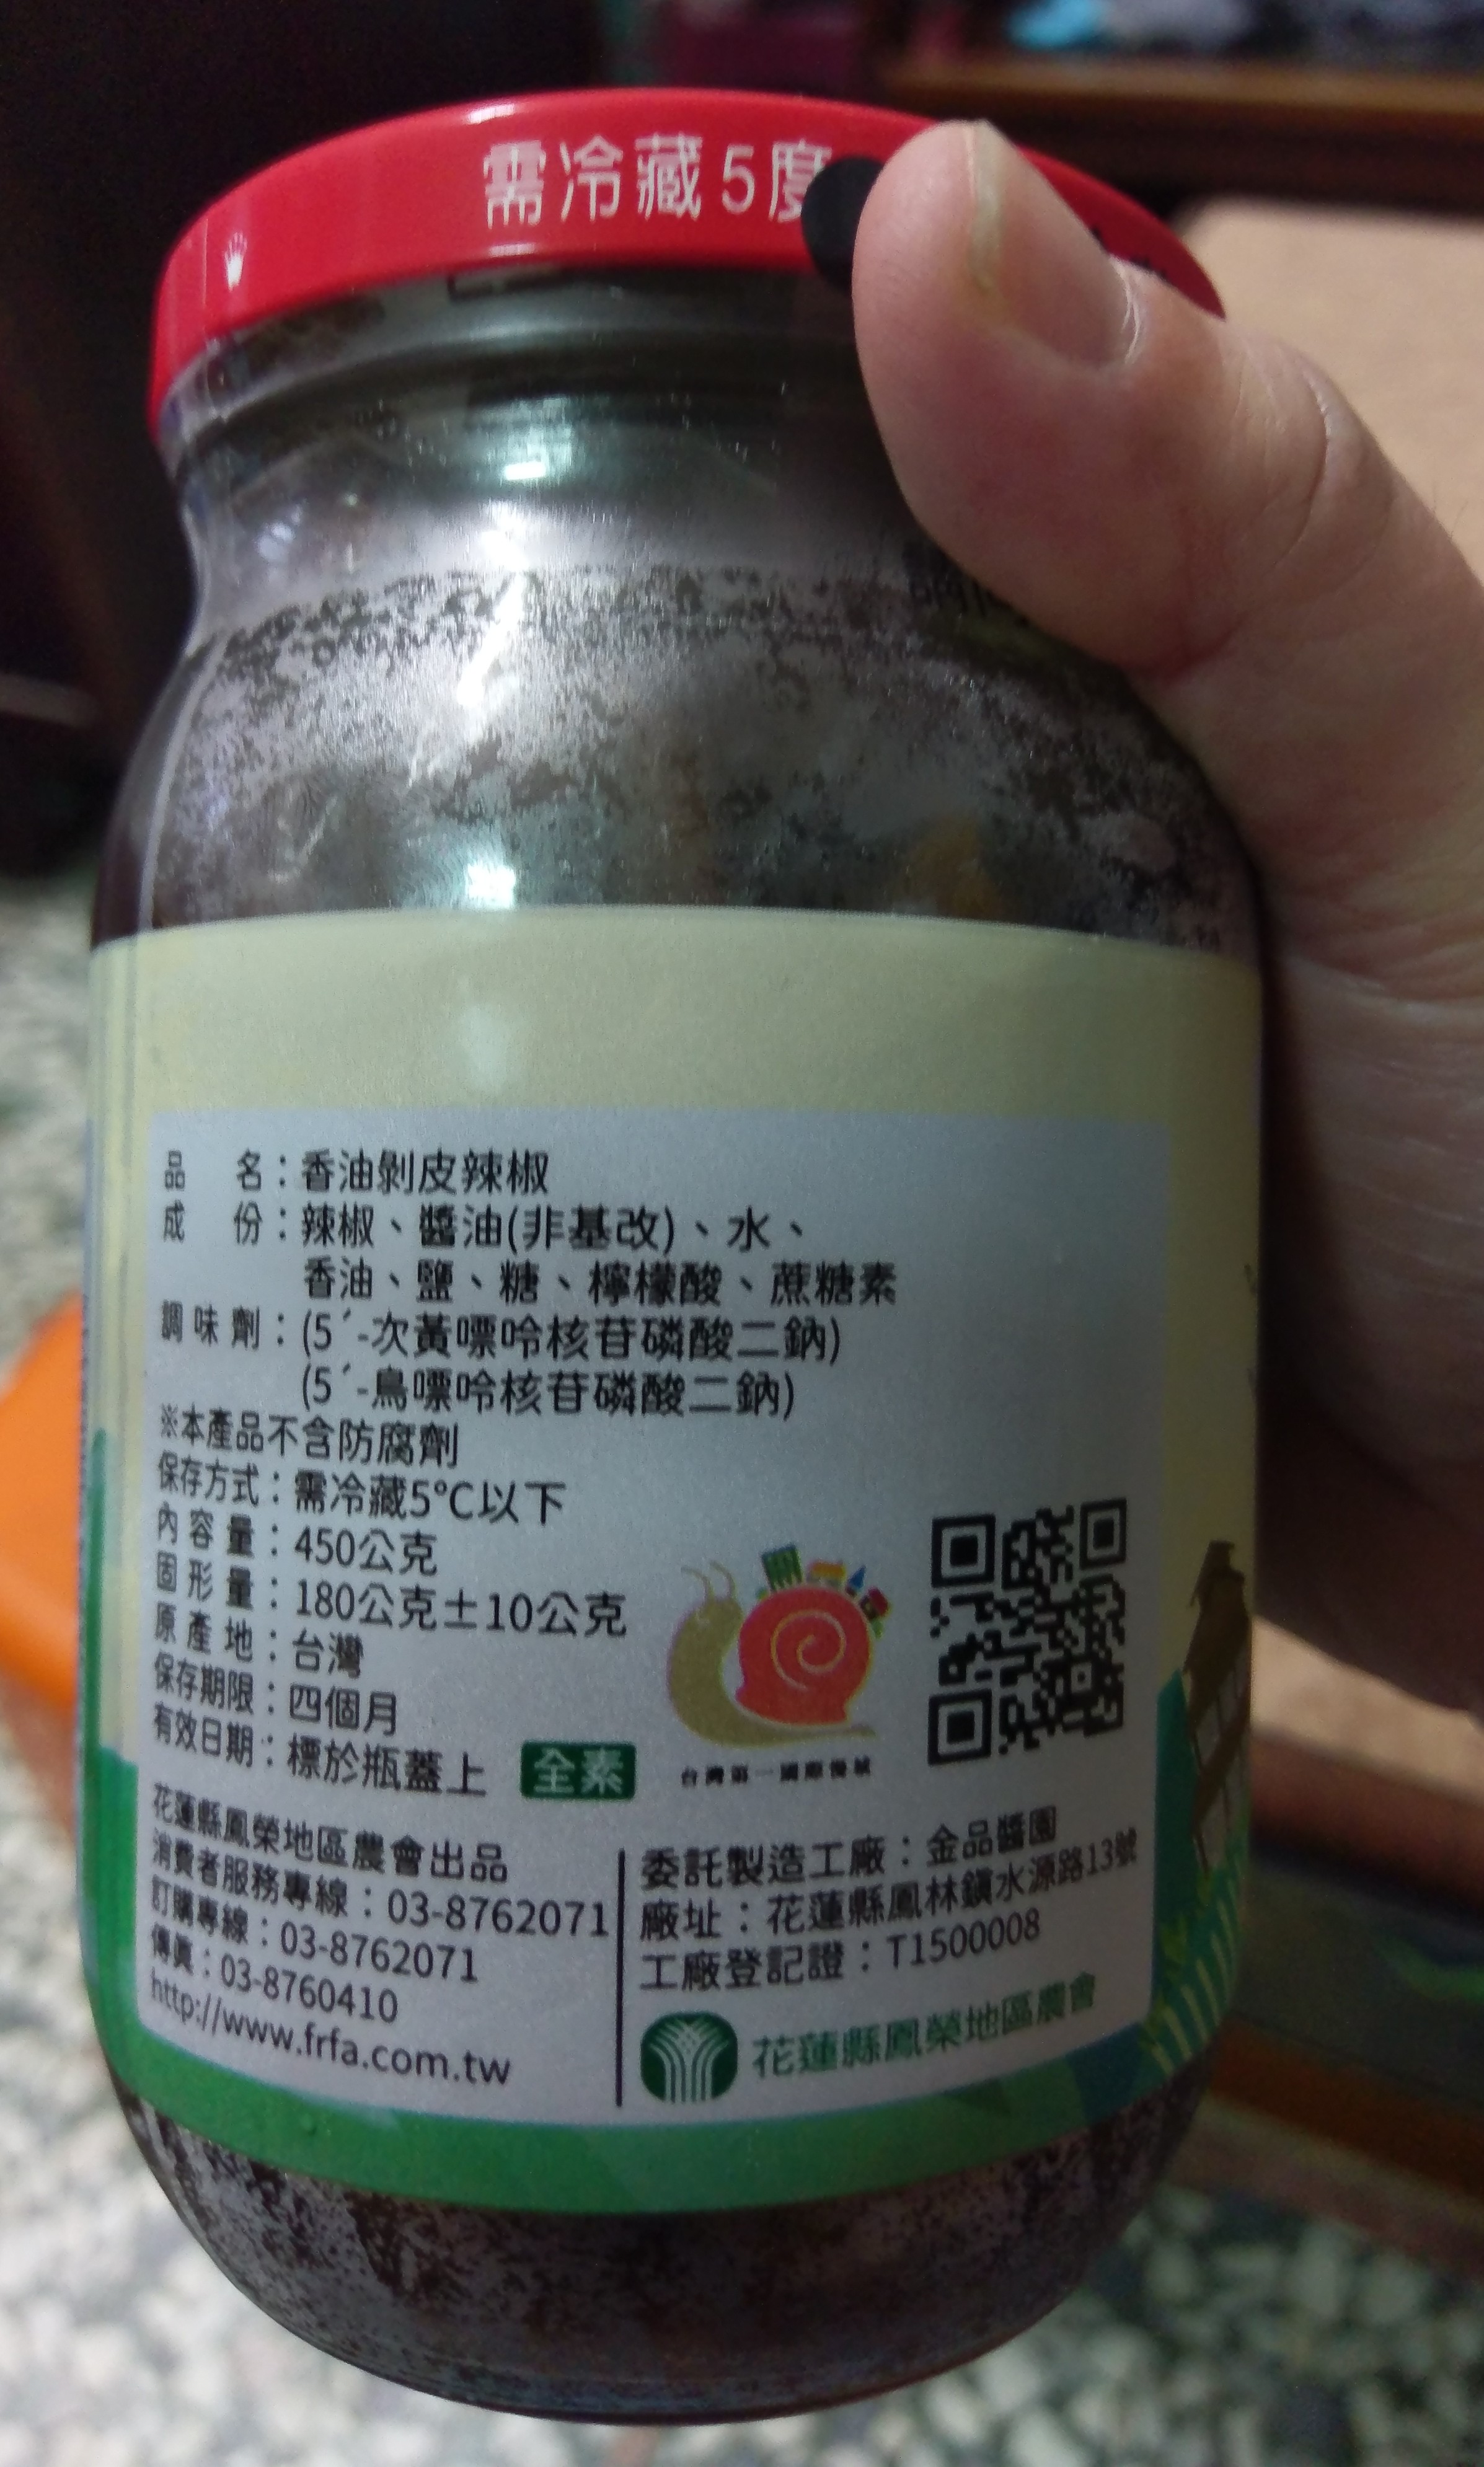 需冷藏5度
品名：香油剝皮辣椒
成份：辣椒、醬油(非基改)、水、
香油、鹽、糖、檸檬酸、蔗糖素
調味劑：(5´-次黃嘌呤核苷磷酸二鈉)
(5´-鳥嘌呤核苷磷酸二鈉)
※本產品不含防腐劑
保存方式：需冷藏5°C以下
內容量：450公克
固形量：180公克±10公克
原產地：台灣
保存期限：四個月
有效日期：標於瓶蓋上
全素
台灣第一國際慢城
花蓮縣鳳榮地區農會出品
消費者服務專線：03-8762071
訂購專線：03-8762071
傳真：03-8760410
http://www.frfa.com.tw
委託製造工廠：金品醬園
廠址：花蓮縣鳳林鎮水源路13號
工廠登記證：T1500008
花蓮縣鳳榮地區農會